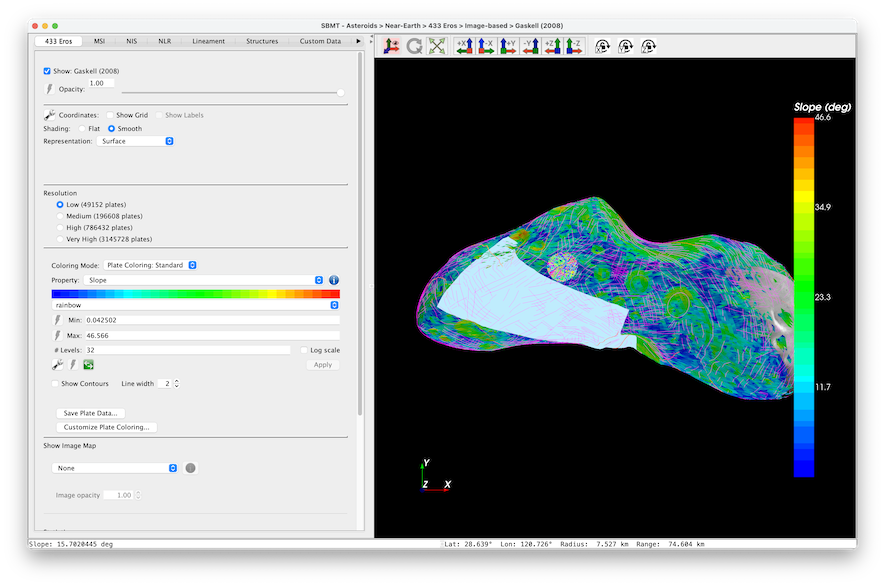 SBMT - Asteroids > Near-Earth > 433 Eros > Image-based > Gaskell (2008)
433 Eros MSI NIS NLR Lineament Structures Custom Data
+X -X +Y -Y +Z -Z
Show: Gaskell (2008)
Opacity: 1.00
Coordinates: Show Grid Show Labels
Shading: Flat Smooth
Representation: Surface
Resolution
Low (49152 plates)
Medium (196608 plates)
High (786432 plates)
Very High (3145728 plates)
Coloring Mode: Plate Coloring: Standard
Property: Slope
rainbow
Min: 0.042502
Max: 46.566
# Levels: 32 Log scale
Apply
Show Contours Line width 2
Save Plate Data...
Customize Plate Coloring...
Show Image Map
None
Image opacity 1.00
Slope (deg)
46.6
34.9
23.3
11.7
Y
Z X
Slope: 15.7020445 deg
Lat: 28.639° Lon: 120.726° Radius: 7.527 km Range: 74.604 km